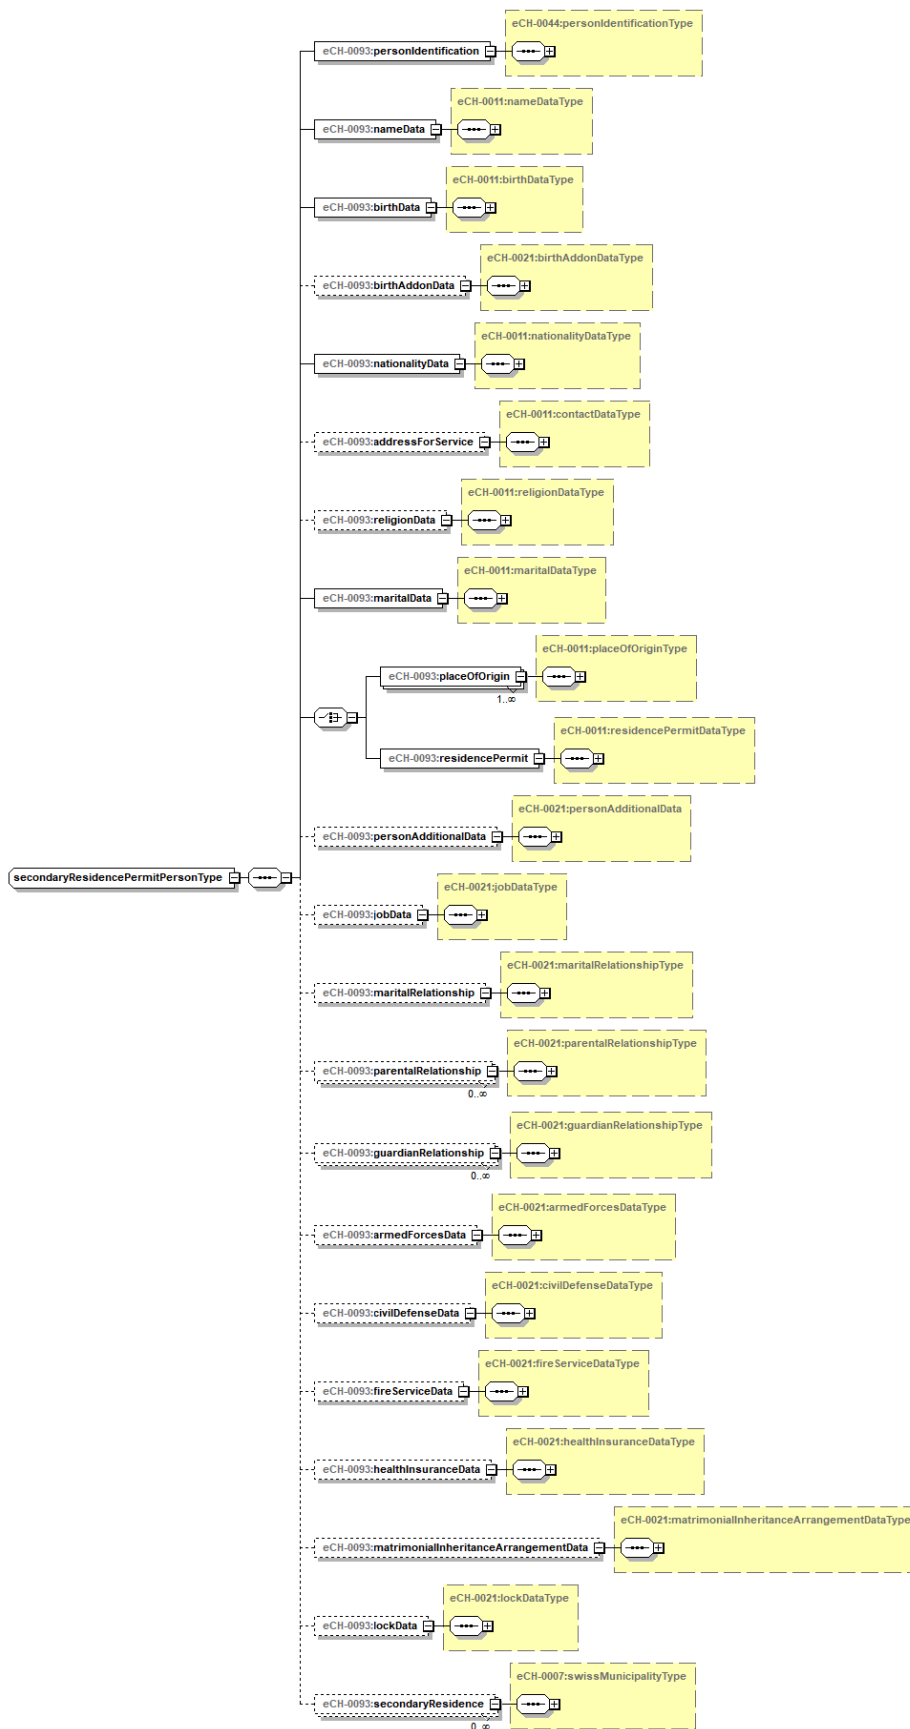 eCH-0044:personIdentificationType
eCH-0093:personIdentification
eCH-0011:nameDataType
eCH-0093:nameData
eCH-0011:birthDataType
eCH-0093:birthData
eCH-0021:birthAddonDataType
eCH-0093:birthAddonData
eCH-0011:nationalityDataType
eCH-0093:nationalityData
eCH-0011:contactDataType
eCH-0093:addressForService
eCH-0011:religionDataType
eCH-0093:religionData
eCH-0011:maritalDataType
eCH-0093:maritalData
eCH-0011:placeOfOriginType
eCH-0093:placeOfOrigin
1..∞
eCH-0011:residencePermitDataType
eCH-0093:residencePermit
eCH-0021:personAdditionalData
eCH-0093:personAdditionalData
secondaryResidencePermitPersonType
eCH-0021:jobDataType
eCH-0093:jobData
eCH-0021:maritalRelationshipType
eCH-0093:maritalRelationship
eCH-0021:parentalRelationshipType
eCH-0093:parentalRelationship
0..∞
eCH-0021:guardianRelationshipType
eCH-0093:guardianRelationship
0..∞
eCH-0021:armedForcesDataType
eCH-0093:armedForcesData
eCH-0021:civilDefenseDataType
eCH-0093:civilDefenseData
eCH-0021:fireServiceDataType
eCH-0093:fireServiceData
eCH-0021:healthInsuranceDataType
eCH-0093:healthInsuranceData
eCH-0021:matrimonialInheritanceArrangementDataType
eCH-0093:matrimonialInheritanceArrangementData
eCH-0021:lockDataType
eCH-0093:lockData
eCH-0007:swissMunicipalityType
eCH-0093:secondaryResidence
0..∞